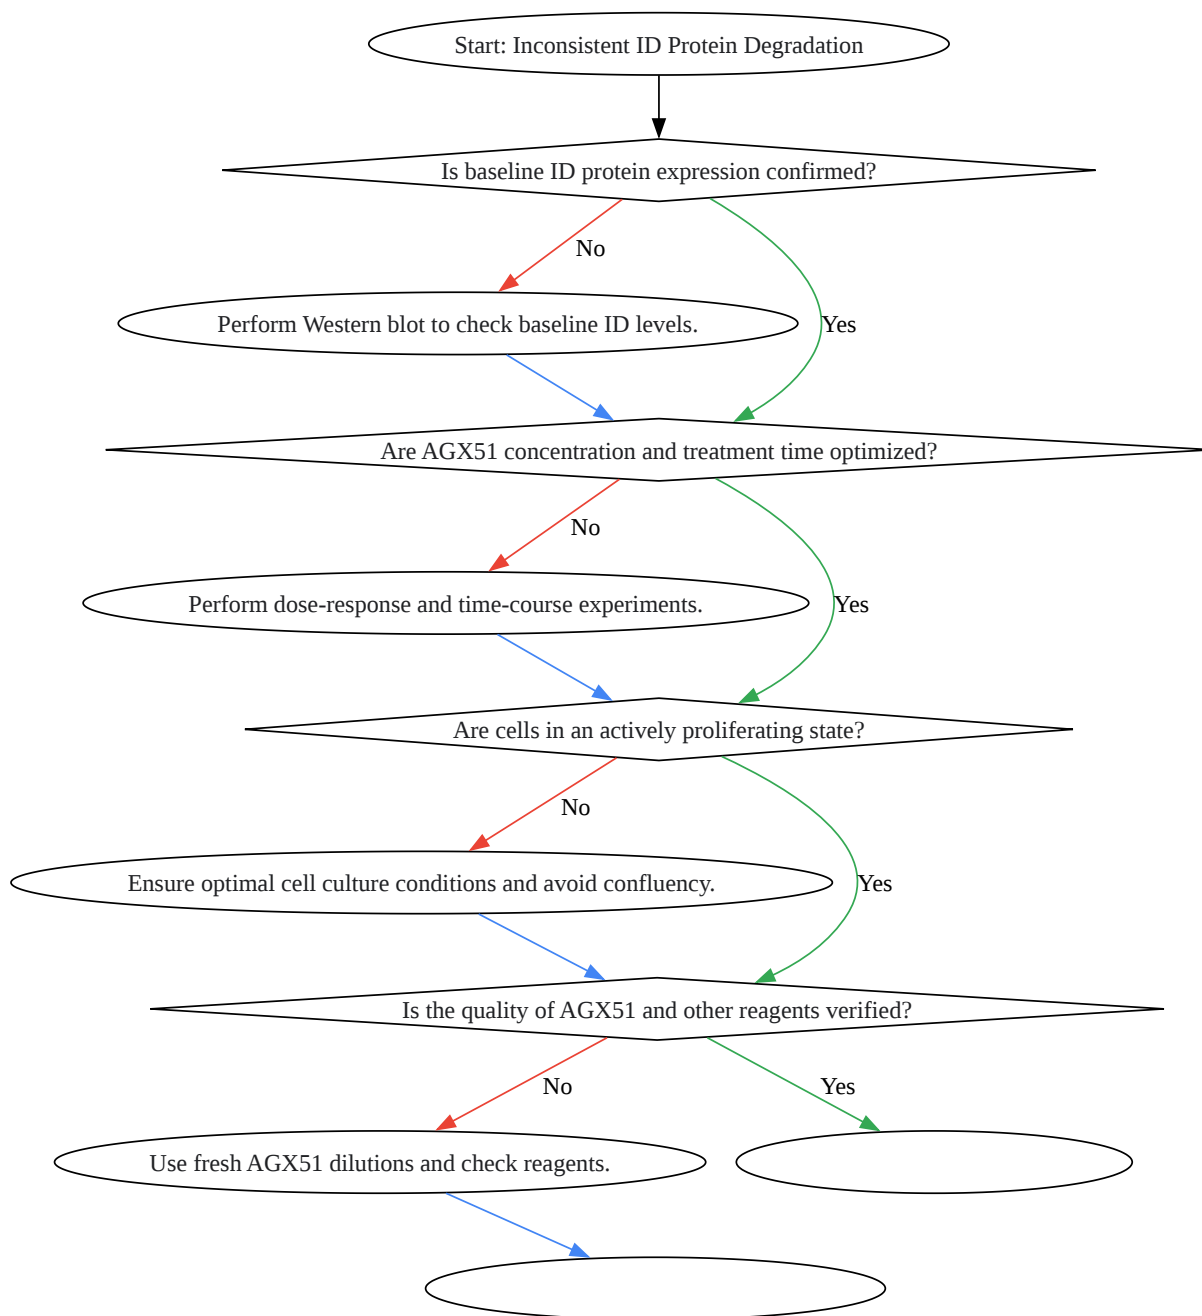 Start: Inconsistent ID Protein Degradation
Is baseline ID protein expression confirmed?
No
Perform Western blot to check baseline ID levels.
Yes
Are AGX51 concentration and treatment time optimized?
No
Perform dose-response and time-course experiments.
Yes
Are cells in an actively proliferating state?
No
Ensure optimal cell culture conditions and avoid confluency.
Yes
Is the quality of AGX51 and other reagents verified?
No
Yes
Use fresh AGX51 dilutions and check reagents.